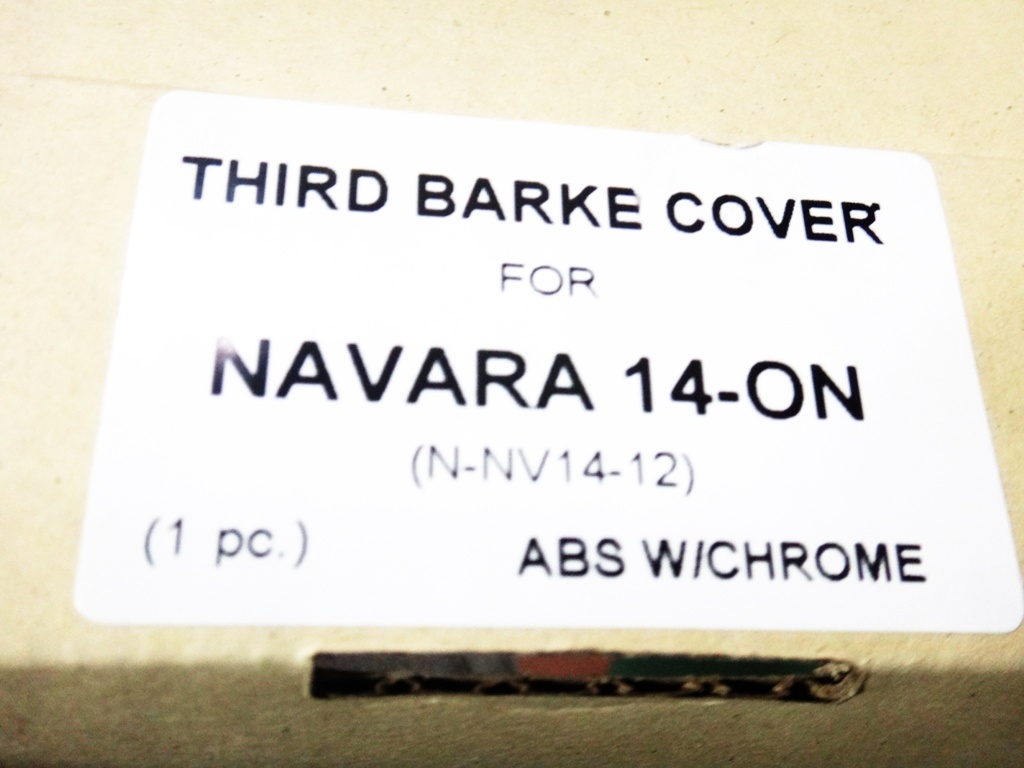 THIRD BARKE COVER
FOR
NAVARA 14-ON
(N-NV14-12)
(1 pc.) ABS W/CHROME